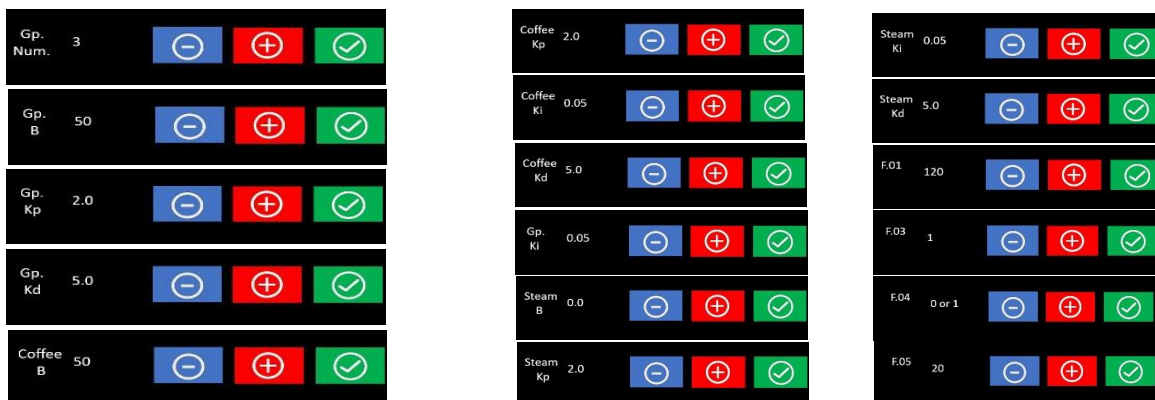 Gp.
Num.
3
Gp.
B
50
Gp.
Kp
2.0
Gp.
Kd
5.0
Coffee
B
50
Coffee
Kp
2.0
Coffee
Ki
0.05
Coffee
Kd
5.0
Gp.
Ki
0.05
Steam
B
0.0
Steam
Kp
2.0
Steam
Ki
0.05
Steam
Kd
5.0
F.01
120
F.03
1
F.04
0 or 1
F.05
20